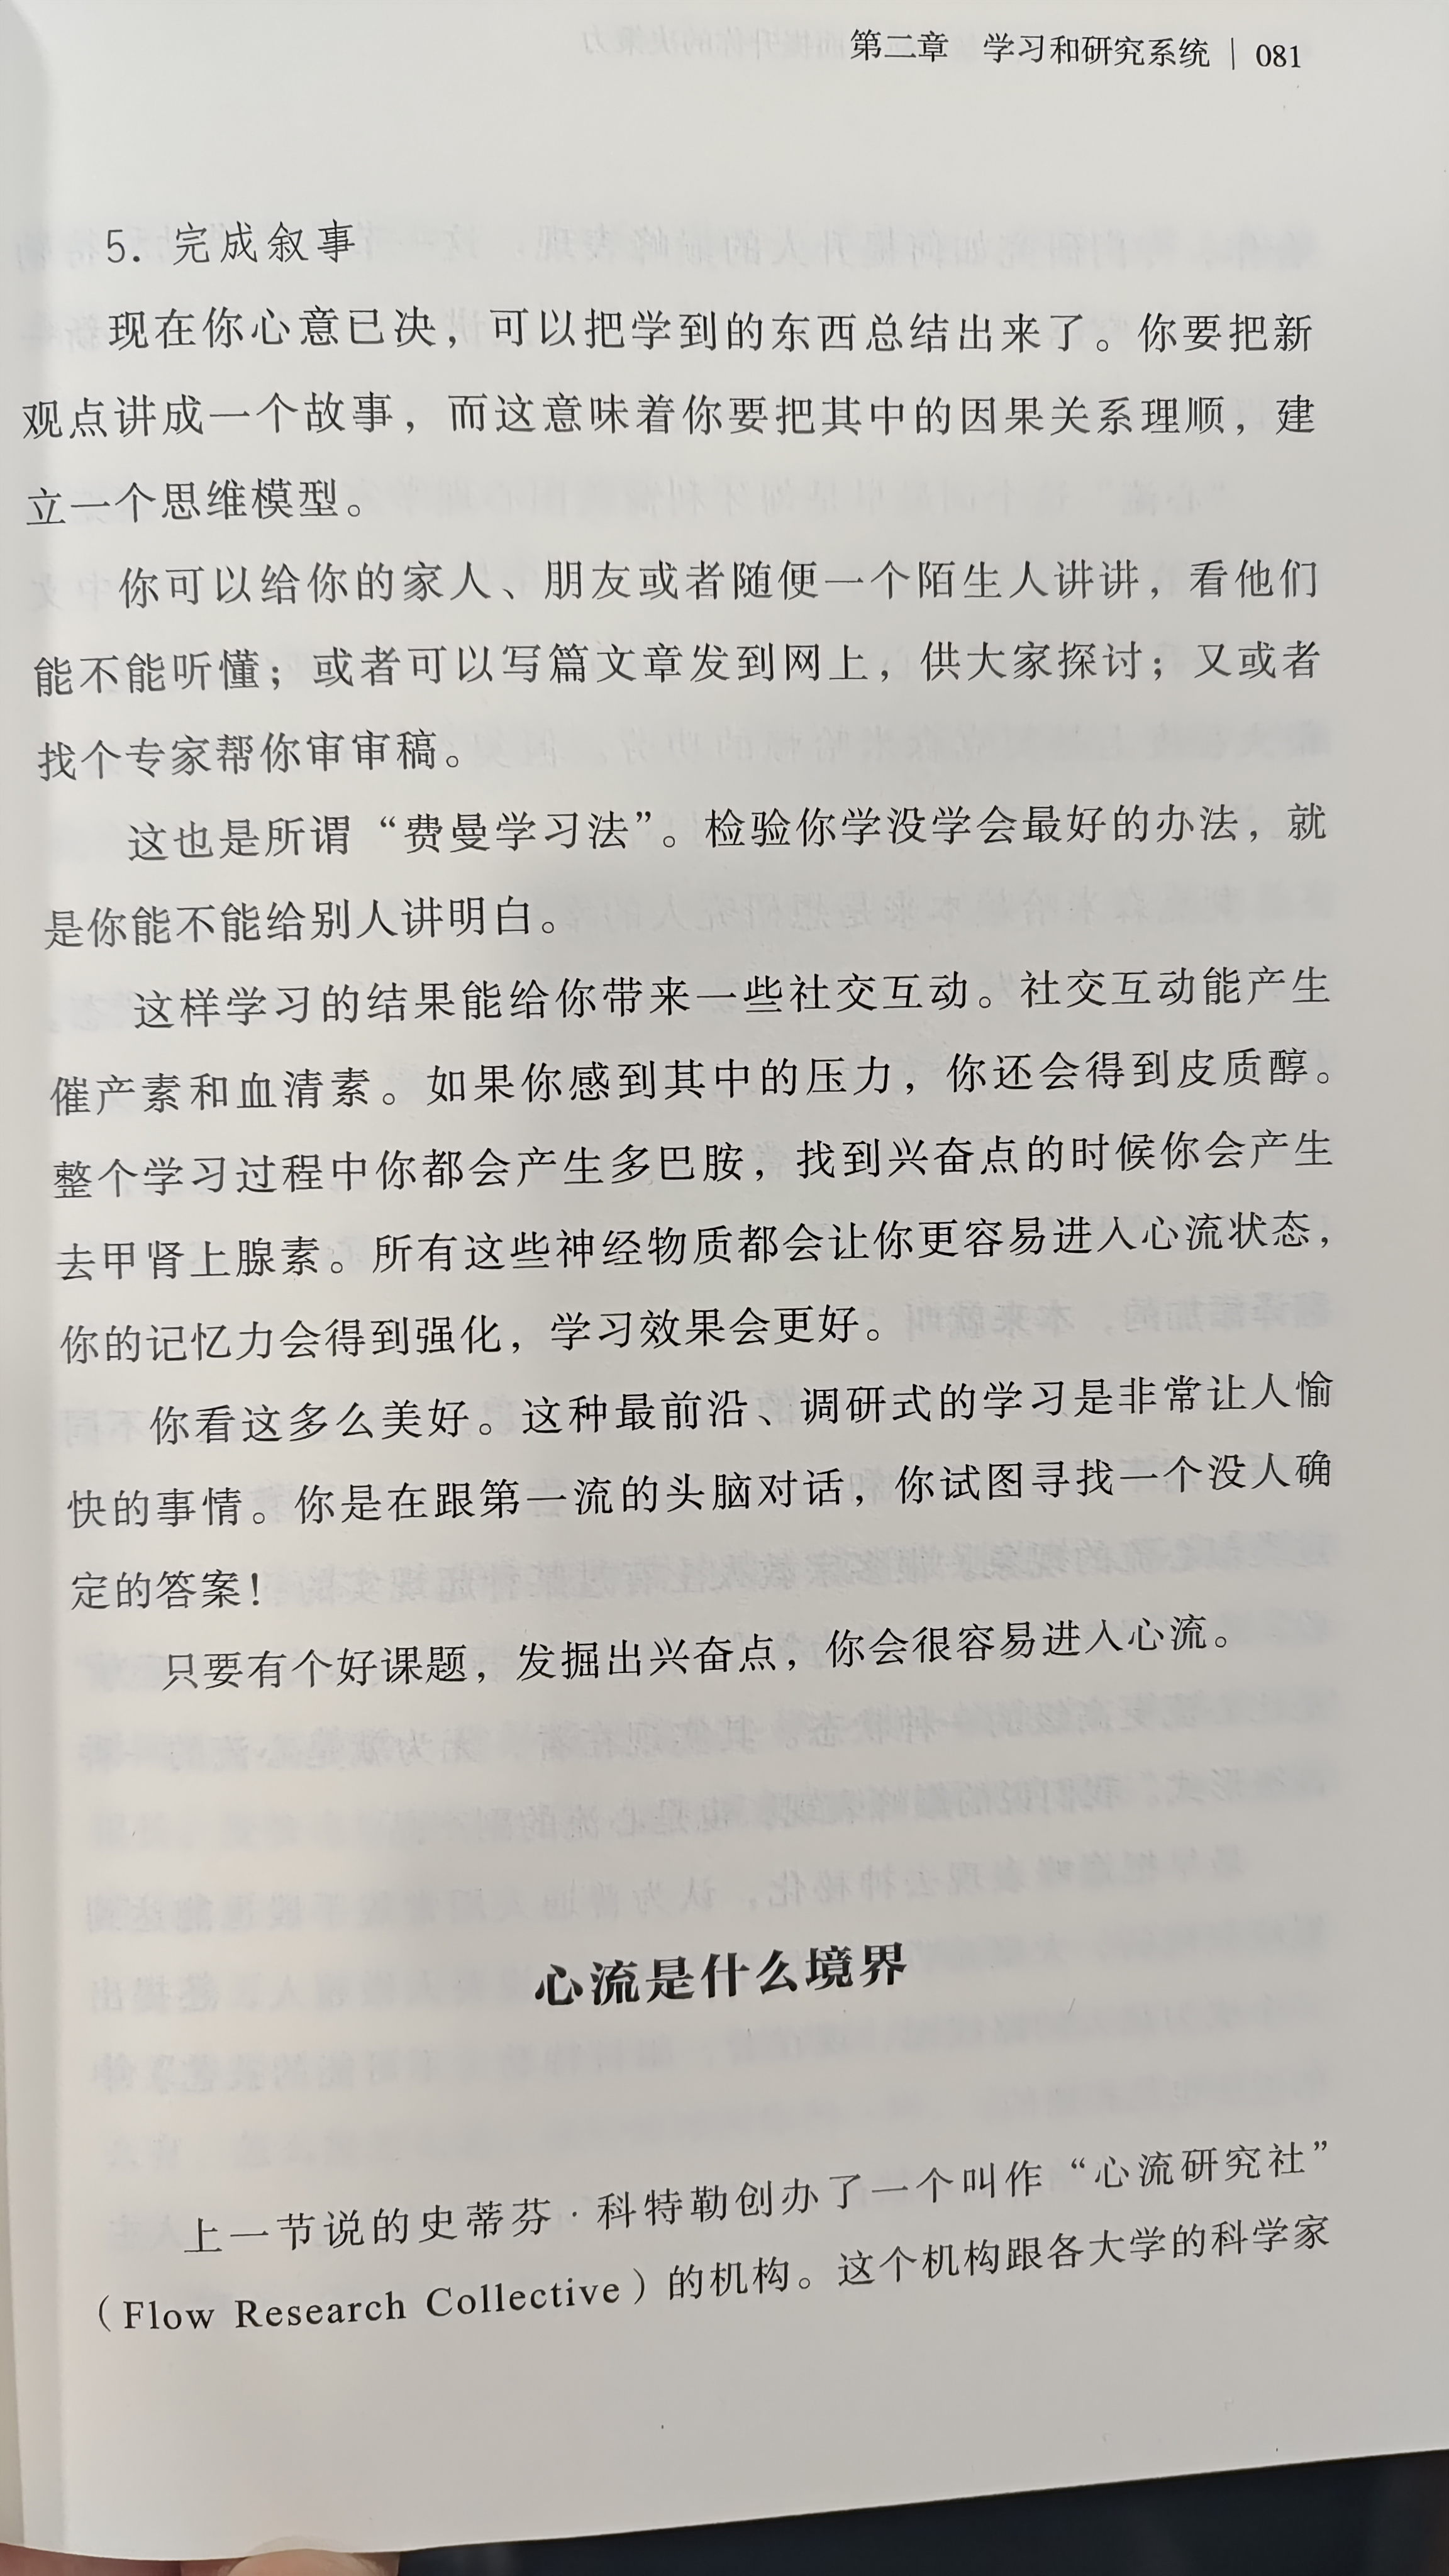 第二章 学习和研究系统 | 081
5. 完成叙事
现在你心意已决，可以把学到的东西总结出来了。你要把新
观点讲成一个故事，而这意味着你要把其中的因果关系理顺，建
立一个思维模型。
你可以给你的家人、朋友或者随便一个陌生人讲讲，看他们
能不能听懂；或者可以写篇文章发到网上，供大家探讨；又或者
找个专家帮你审审稿。
这也是所谓“费曼学习法”。检验你学没学会最好的办法，就
是你能不能给别人讲明白。
这样学习的结果能给你带来一些社交互动。社交互动能产生
催产素和血清素。如果你感到其中的压力，你还会得到皮质醇。
整个学习过程中你都会产生多巴胺，找到兴奋点的时候你会产生
去甲肾上腺素。所有这些神经物质都会让你更容易进入心流状态，
你的记忆力会得到强化，学习效果会更好。
你看这多么美好。这种最前沿、调研式的学习是非常让人愉
快的事情。你是在跟第一流的头脑对话，你试图寻找一个没人确
定的答案！
只要有个好课题，发掘出兴奋点，你会很容易进入心流。
心流是什么境界
上一节说的史蒂芬·科特勒创办了一个叫作“心流研究社”
（Flow Research Collective）的机构。这个机构跟各大学的科学家